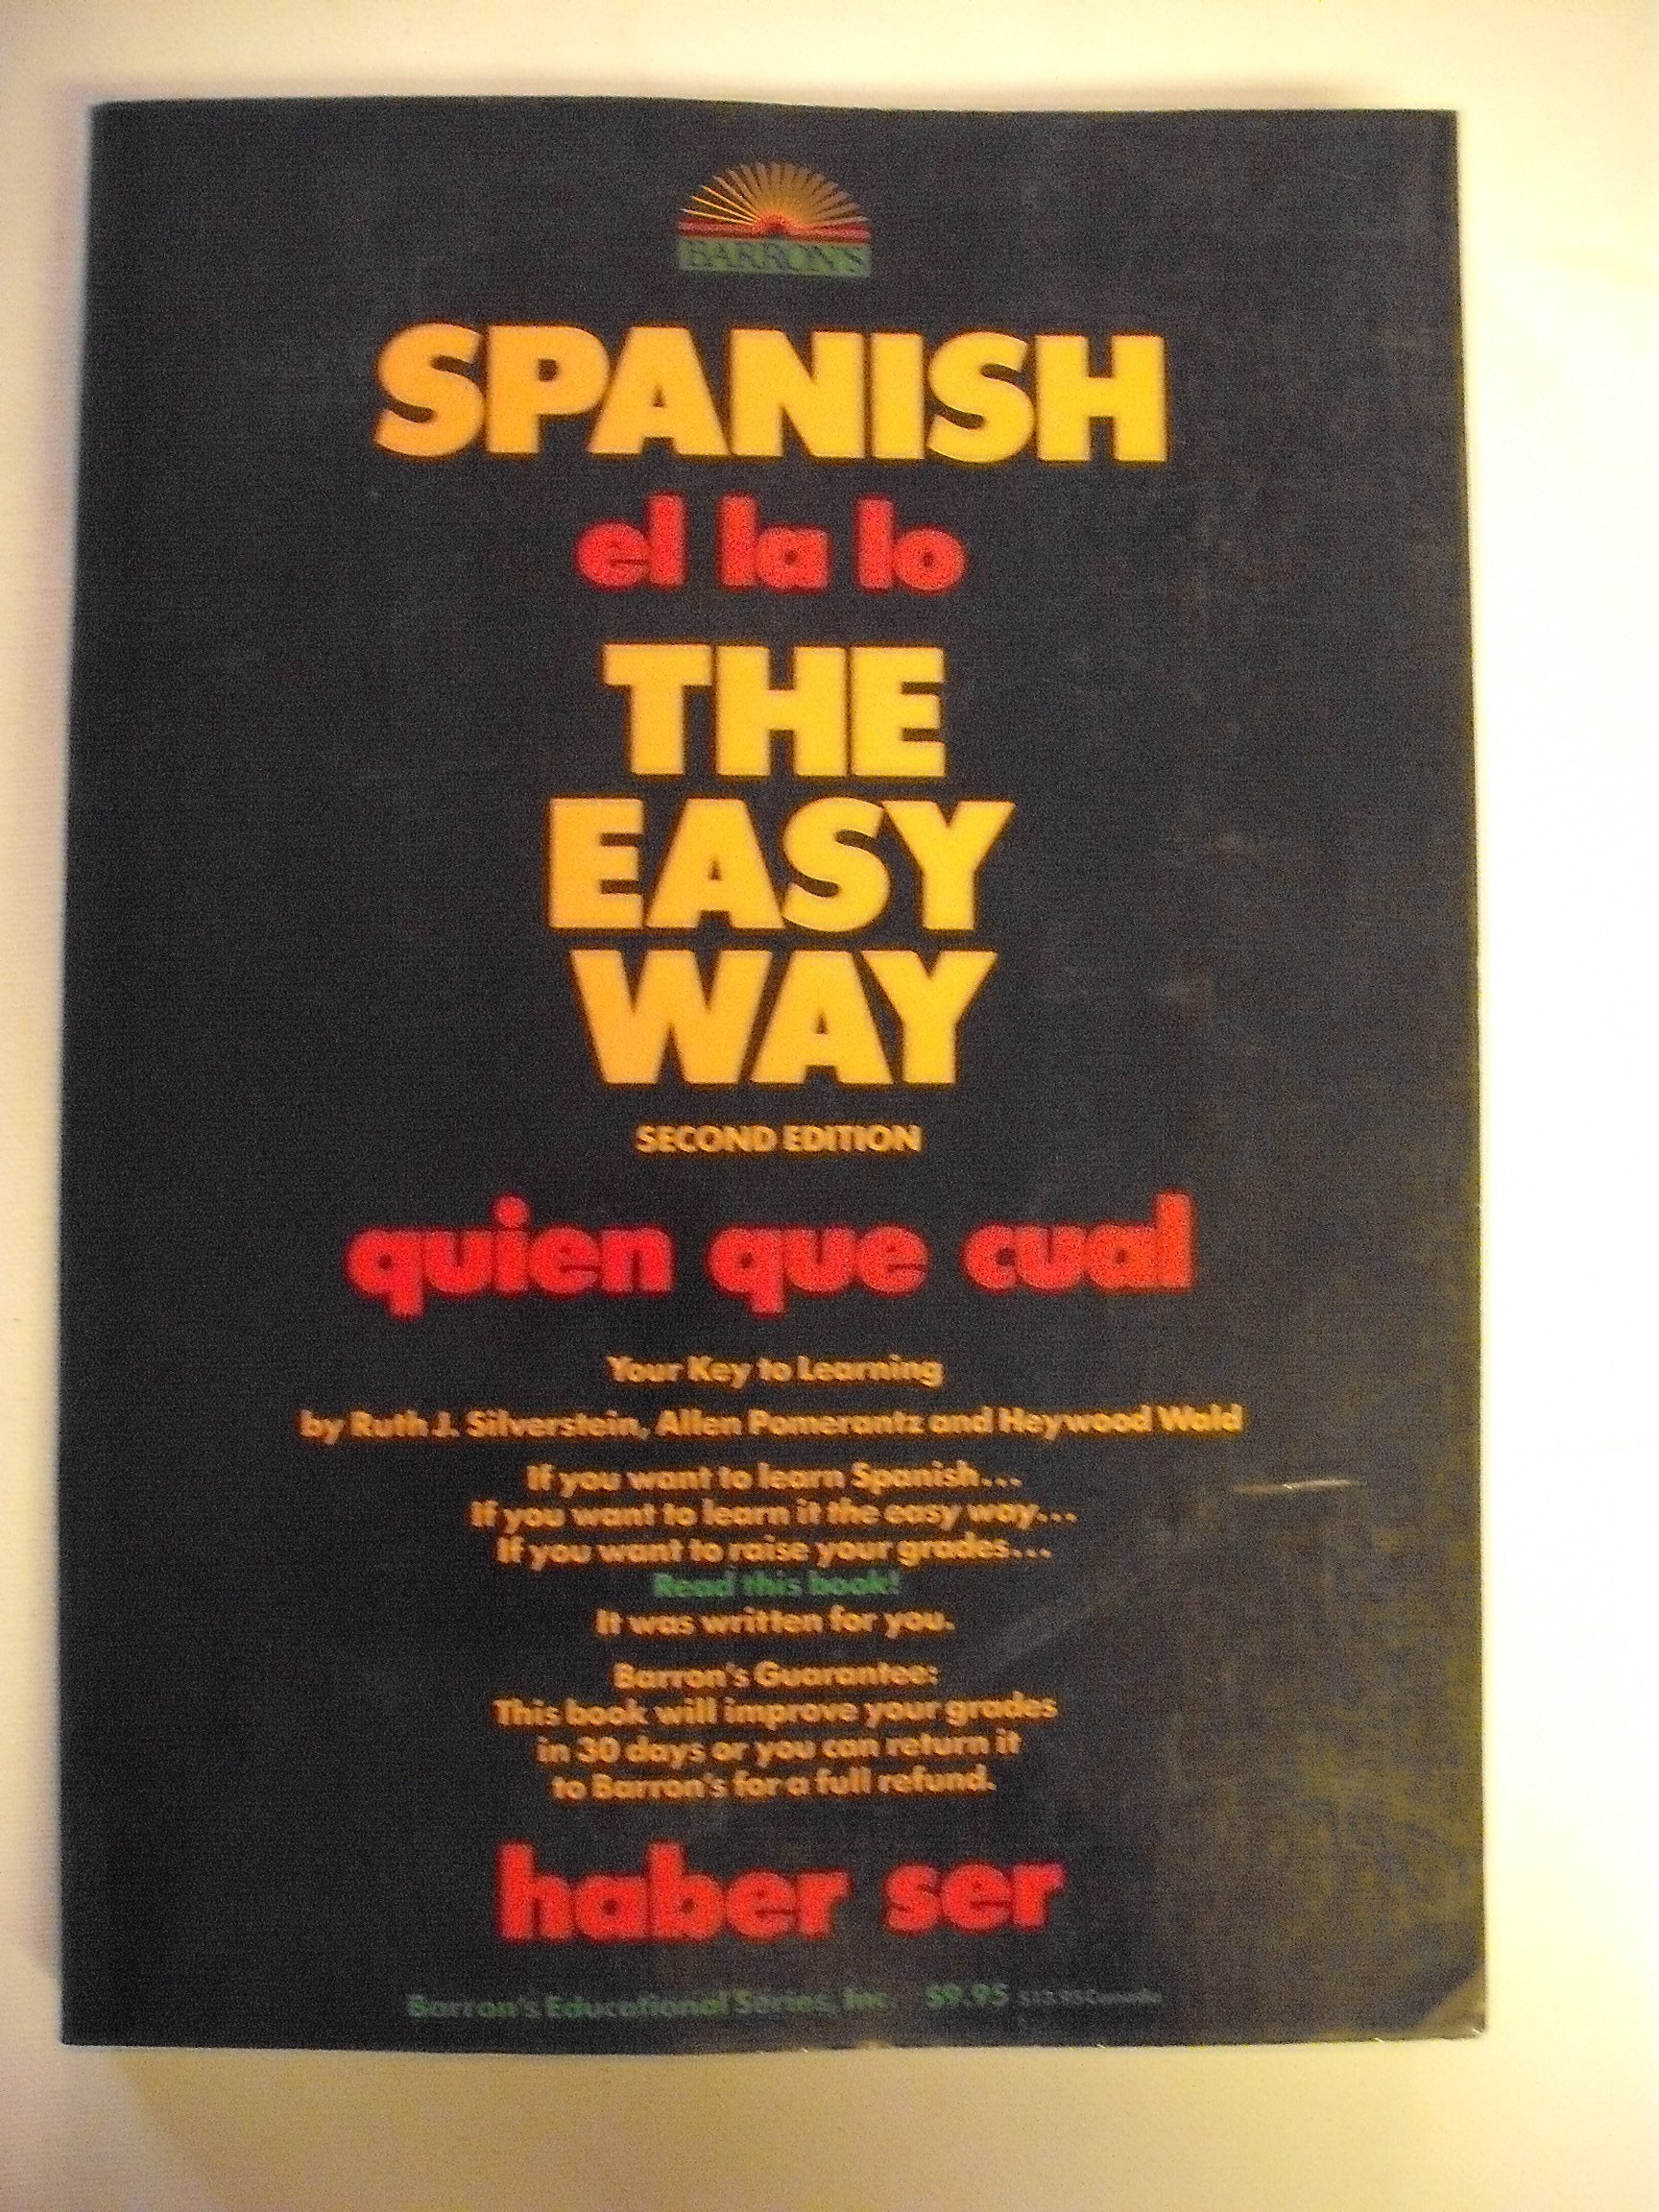 BARRON'S
SPANISH
el la lo
THE
EASY
WAY
SECOND EDITION
quien que cual
Your Key to Learning
by Ruth J. Silverstein, Allen Pomerantz and Heywood Wald
If you want to learn Spanish...
If you want to learn it the easy way...
If you want to raise your grades...
Read this book!
It was written for you.
Barron's Guarantee:
This book will improve your grades
in 30 days or you can return it
to Barron's for a full refund.
haber ser
Barron's Educational Series, Inc. $9.95 Canada